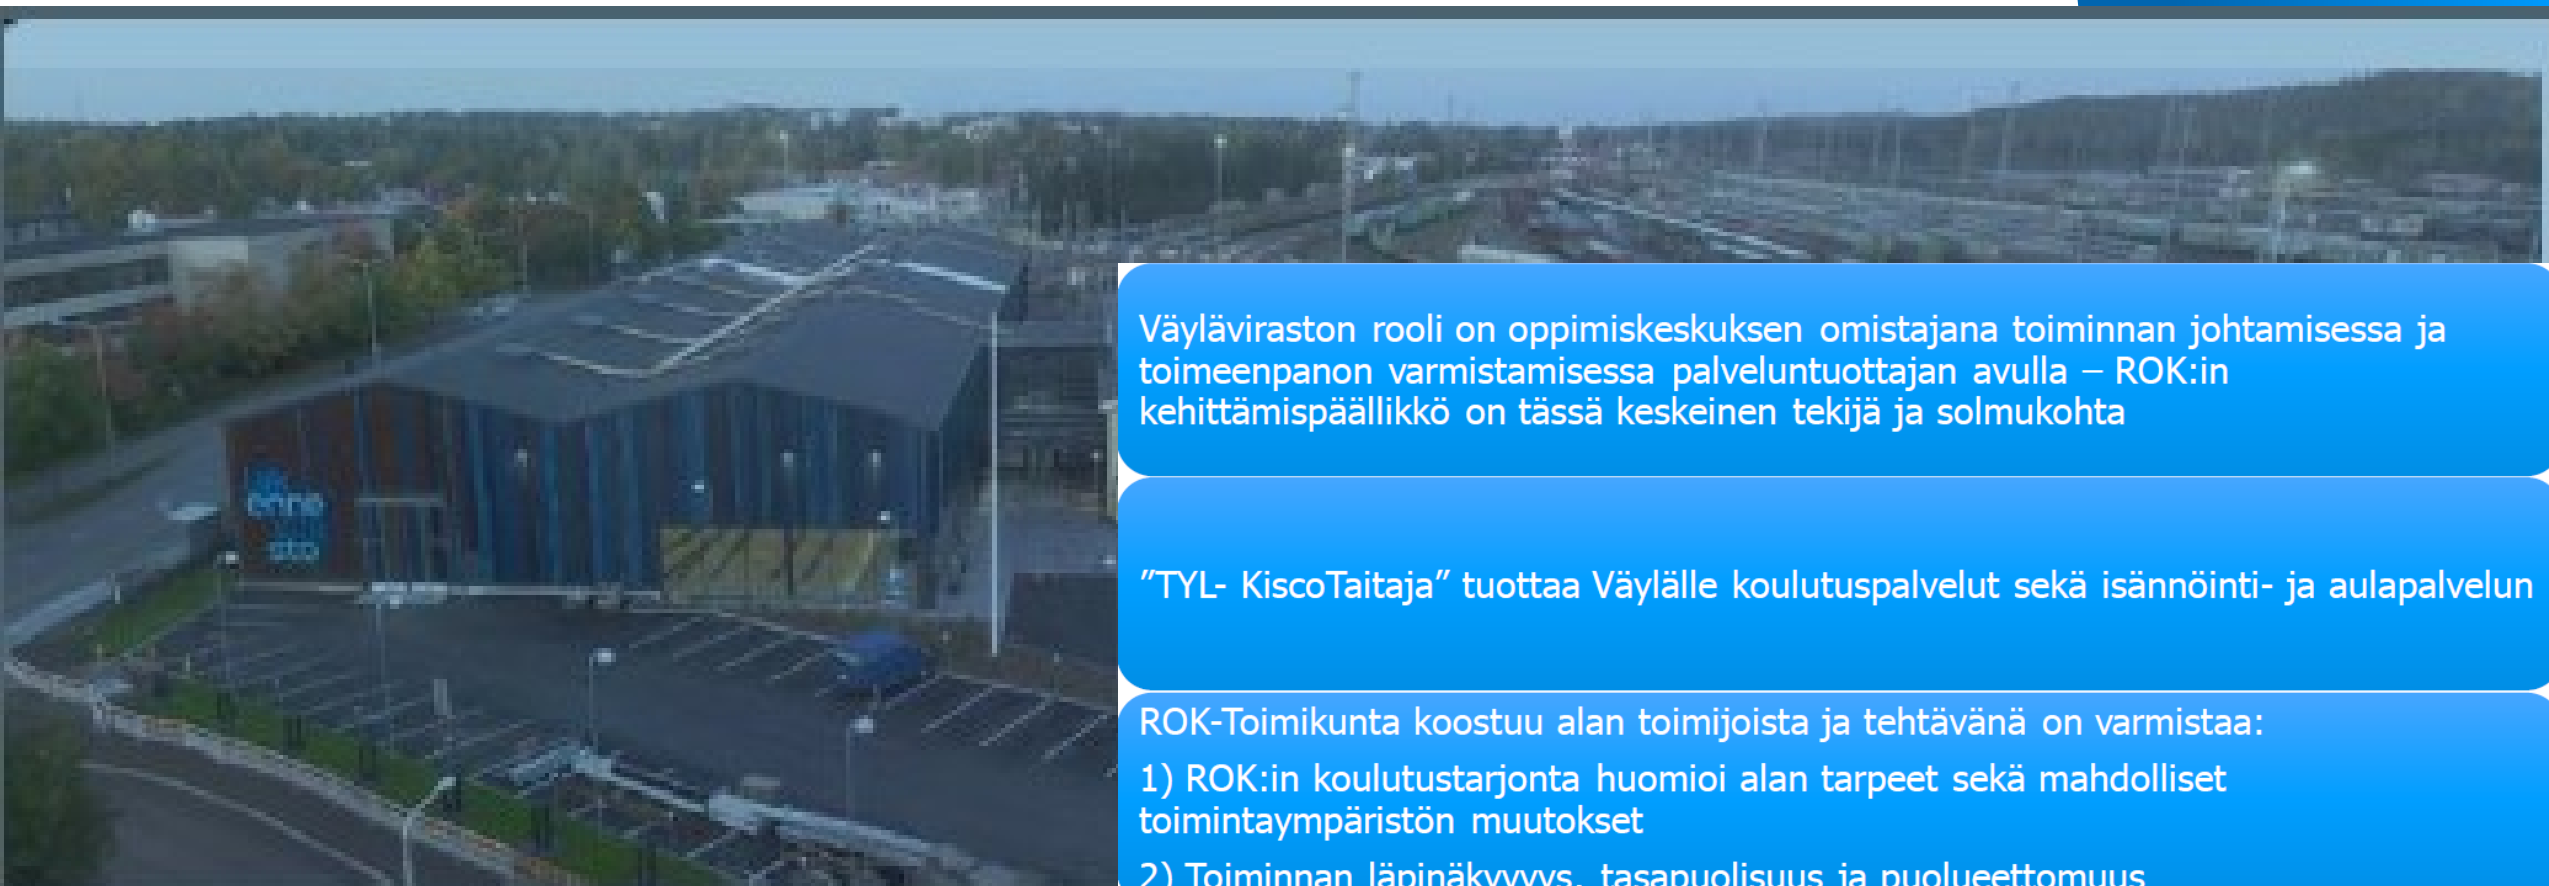 enne
sto
Väyläviraston rooli on oppimiskeskuksen omistajana toiminnan johtamisessa ja
toimeenpanon varmistamisessa palveluntuottajan avulla – ROK:in
kehittämispäällikkö on tässä keskeinen tekijä ja solmukohta
”TYL- KiscoTaitaja” tuottaa Väylälle koulutuspalvelut sekä isännöinti- ja aulapalvelun
ROK-Toimikunta koostuu alan toimijoista ja tehtävänä on varmistaa:
1) ROK:in koulutustarjonta huomioi alan tarpeet sekä mahdolliset
toimintaympäristön muutokset
2) Toiminnan läpinäkyvyys, tasapuolisuus ja puolueettomuus